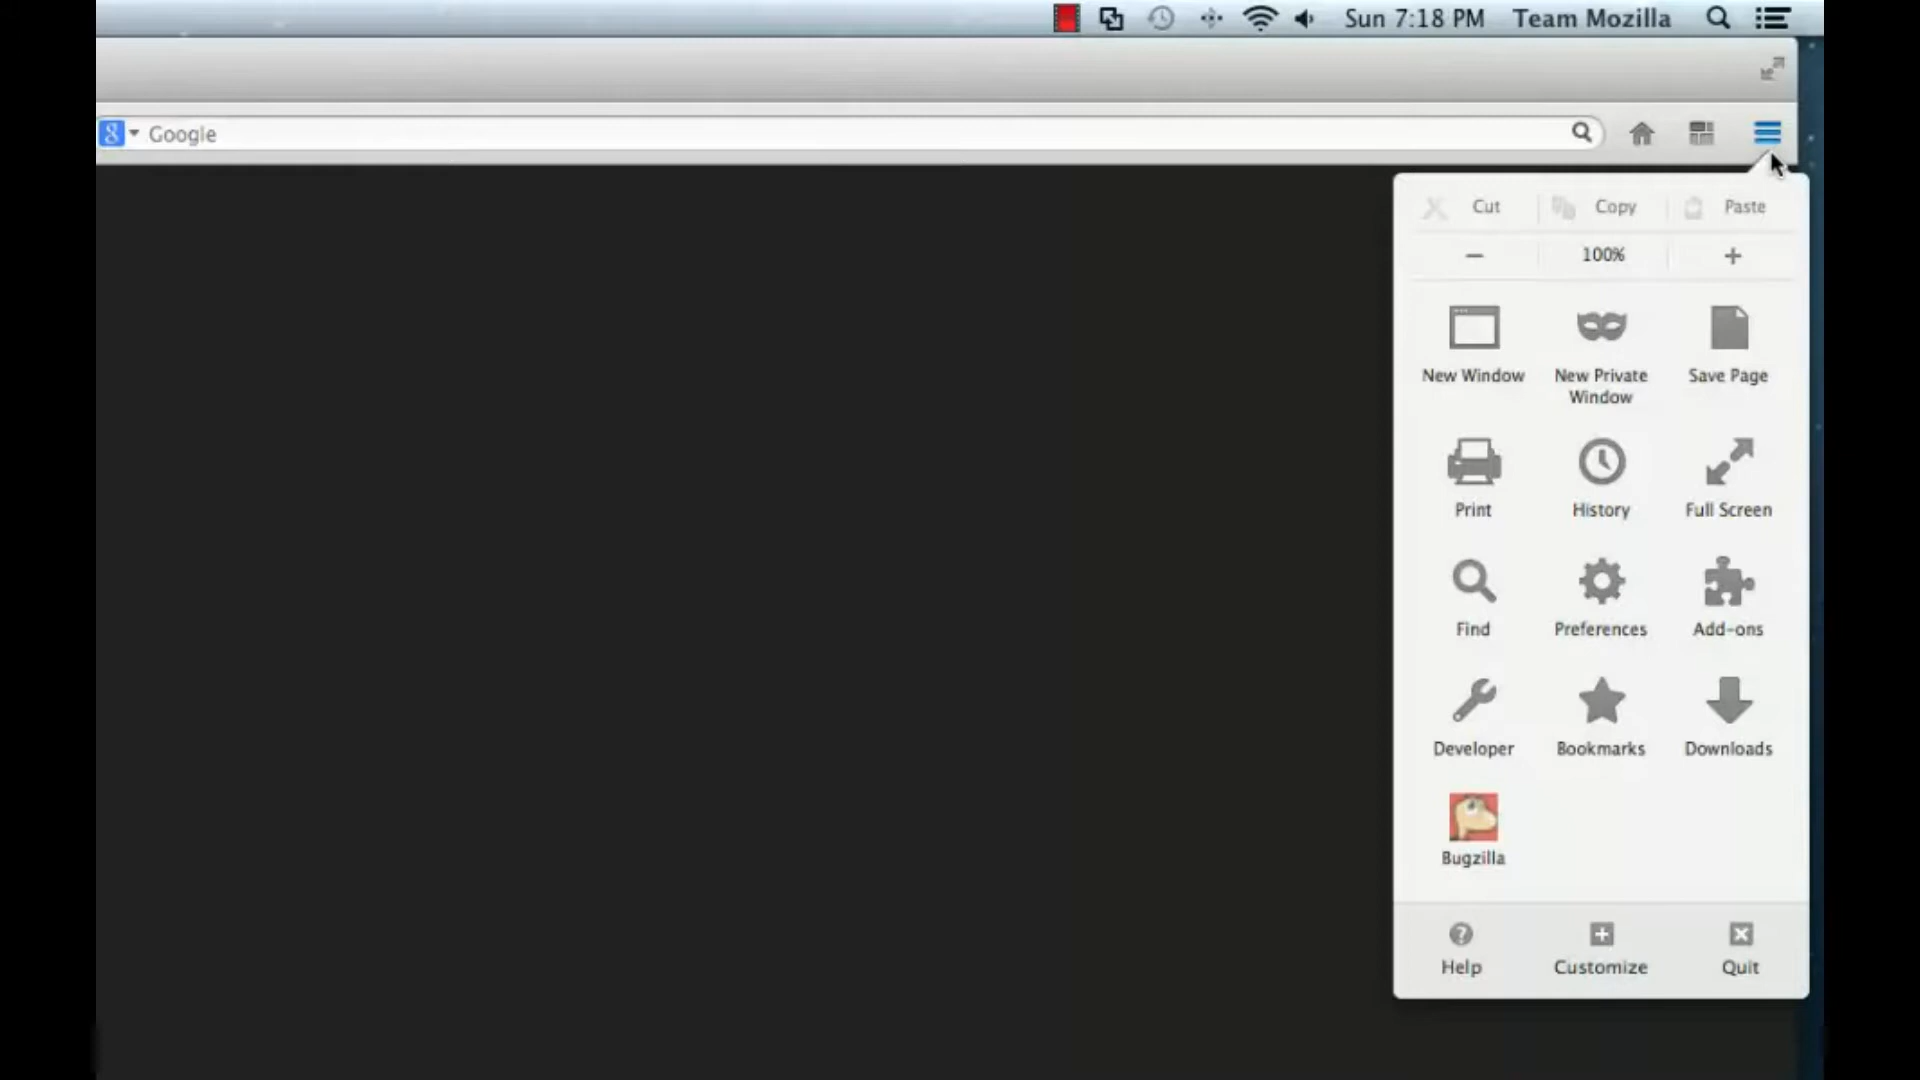 Sun 7:18 PM Team Mozilla
8 Google
Cut Copy Paste
− 100% +
New Window New Private Window Save Page
Print History Full Screen
Find Preferences Add-ons
Developer Bookmarks Downloads
Bugzilla
Help Customize Quit